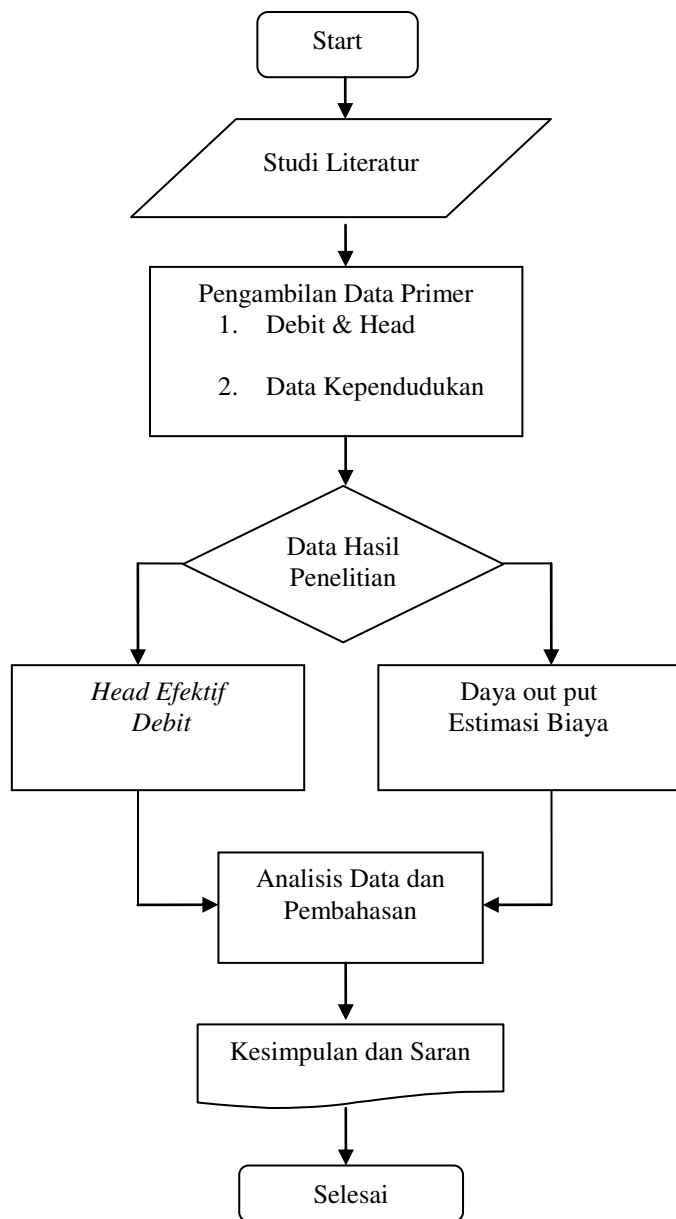 Start
Studi Literatur
Pengambilan Data Primer
1. Debit & Head
2. Data Kependudukan
Data Hasil
Penelitian
Head Efektif
Debit
Daya out put
Estimasi Biaya
Analisis Data dan
Pembahasan
Kesimpulan dan Saran
Selesai